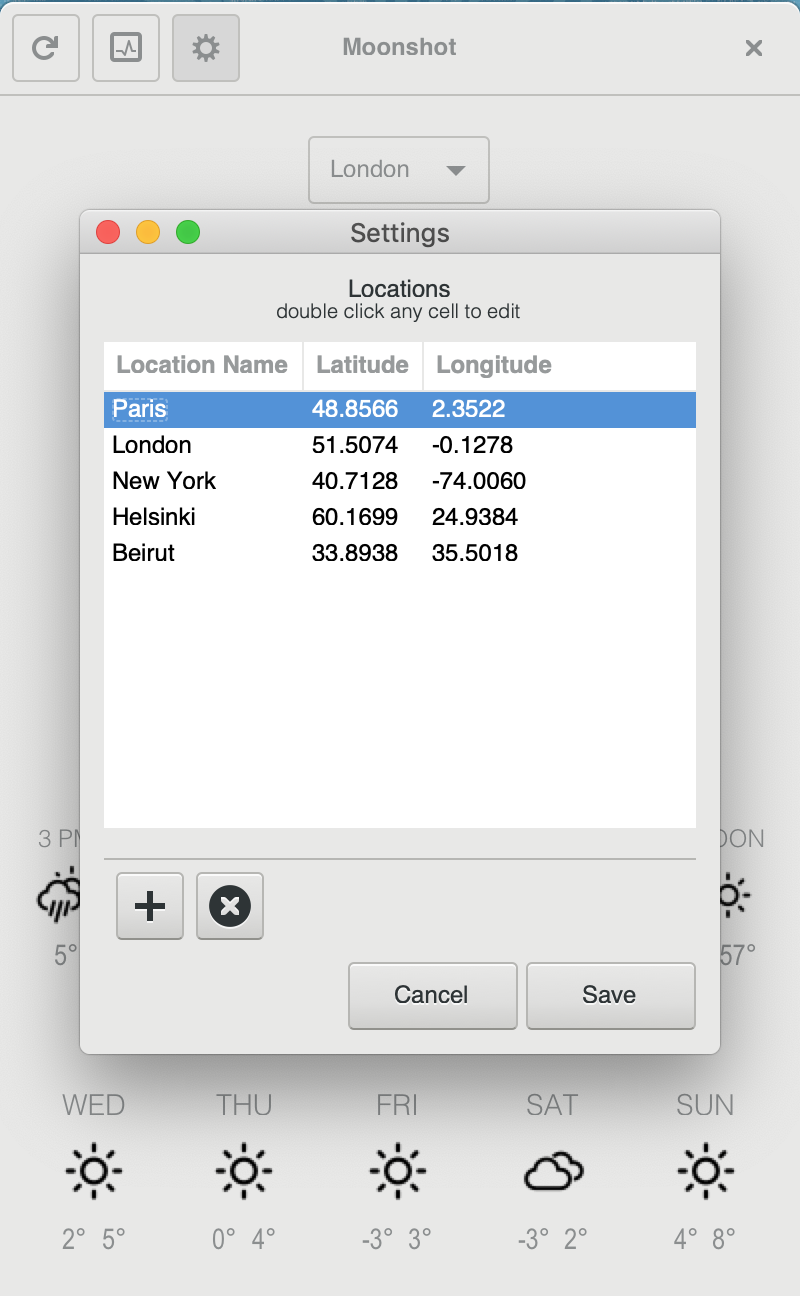 Moonshot
London
Settings
Locations
double click any cell to edit
Location Name Latitude Longitude
Paris 48.8566 2.3522
London 51.5074 -0.1278
New York 40.7128 -74.0060
Helsinki 60.1699 24.9384
Beirut 33.8938 35.5018
3 PM
OON
5°
57°
Cancel Save
WED THU FRI SAT SUN
2° 5° 0° 4° -3° 3° -3° 2° 4° 8°